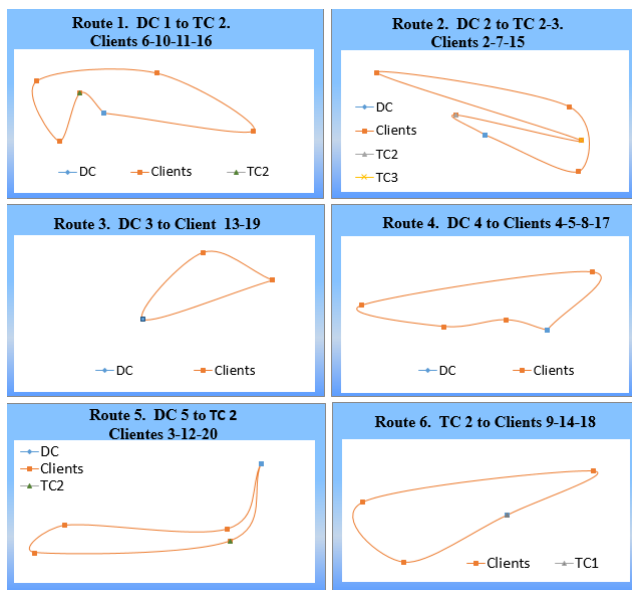 Route 1.  DC 1 to TC 2.
Clients 6-10-11-16
DC
Clients
TC2
Route 2.  DC 2 to TC 2-3.
Clients 2-7-15
DC
Clients
TC2
TC3
Route 3.  DC 3 to Client  13-19
DC
Clients
Route 4.  DC 4 to Clients 4-5-8-17
DC
Clients
Route 5.  DC 5 to TC 2
Clientes 3-12-20
DC
Clients
TC2
Route 6.  TC 2 to Clients 9-14-18
Clients
TC1